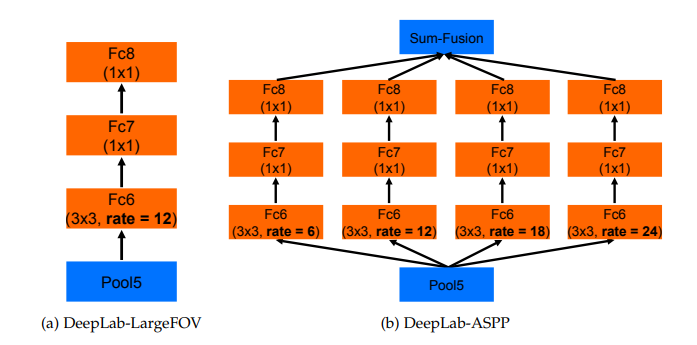 Fc8
(1x1)
Fc7
(1x1)
Fc6
(3x3, rate = 12)
Pool5
(a) DeepLab-LargeFOV
Sum-Fusion
Fc8
(1x1)
Fc8
(1x1)
Fc8
(1x1)
Fc8
(1x1)
Fc7
(1x1)
Fc7
(1x1)
Fc7
(1x1)
Fc7
(1x1)
Fc6
(3x3, rate = 6)
Fc6
(3x3, rate = 12)
Fc6
(3x3, rate = 18)
Fc6
(3x3, rate = 24)
Pool5
(b) DeepLab-ASPP